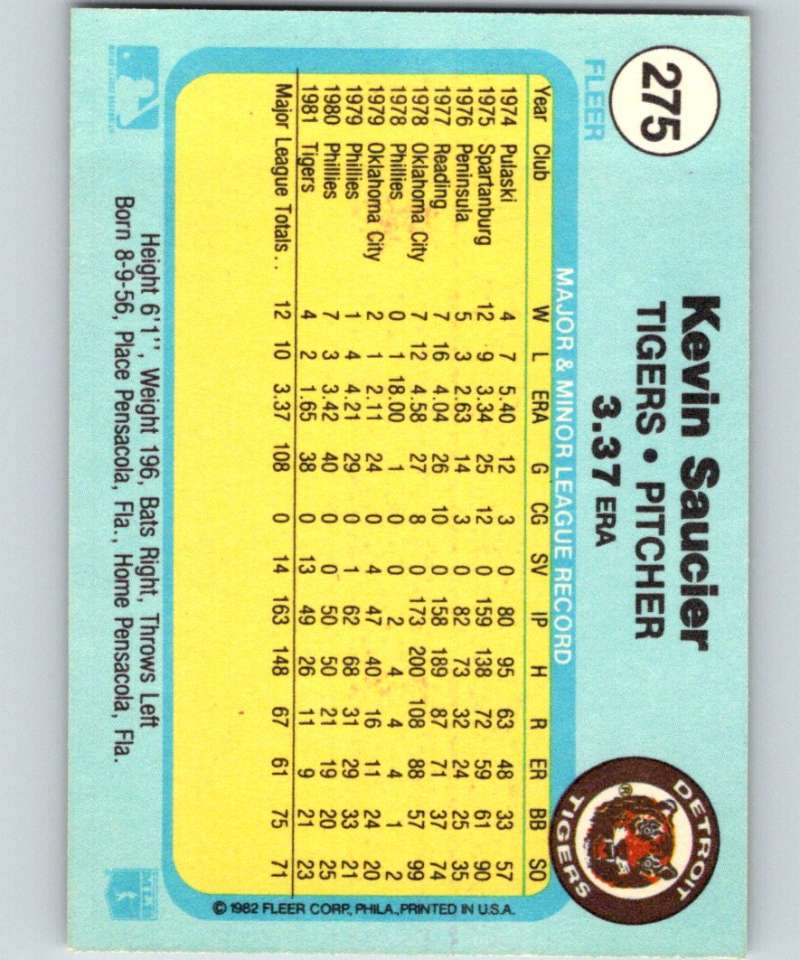 275
FLEER
Kevin Saucier
TIGERS • PITCHER
3.37 ERA
DETROIT
TIGERS
®
MAJOR & MINOR LEAGUE RECORD
Year Club W L ERA G CG SV IP H R ER BB SO
1974 Pulaski 4 7 5.40 12 3 0 80 95 63 48 33 57
1975 Spartanburg 12 9 3.34 25 12 0 159 138 72 59 61 90
1976 Peninsula 5 3 2.63 14 3 0 82 73 32 24 25 35
1977 Reading 7 16 4.04 26 10 0 158 189 87 71 37 74
1978 Oklahoma City 7 12 4.58 27 8 0 173 200 108 88 57 99
1978 Phillies 0 1 18.00 1 0 0 2 4 4 4 1 2
1979 Oklahoma City 2 1 2.11 24 0 4 47 40 16 11 24 20
1979 Phillies 1 4 4.21 29 0 1 62 68 31 29 33 21
1980 Phillies 7 3 3.42 40 0 0 50 50 21 19 20 25
1981 Tigers 4 2 1.65 38 0 13 49 26 11 9 21 23
Major League Totals.. 12 10 3.37 108 0 14 163 148 67 61 75 71
© 1982 FLEER CORP., PHILA., PRINTED IN U.S.A.
Height 6'1'', Weight 196, Bats Right, Throws Left
Born 8-9-56, Place Pensacola, Fla., Home Pensacola, Fla.